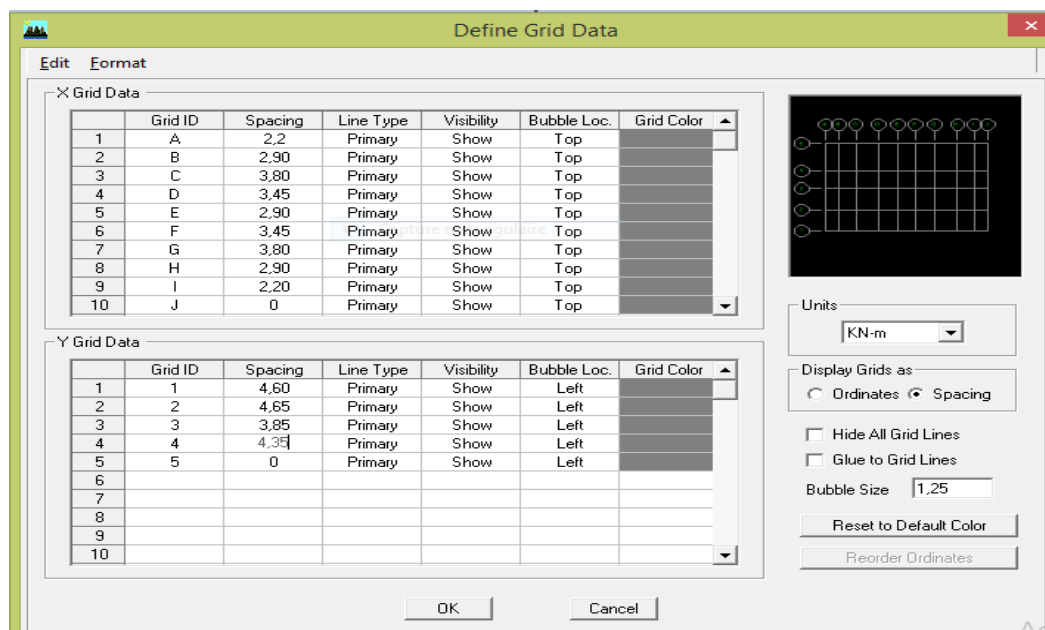 Define Grid Data
Edit Format
X Grid Data
Grid ID Spacing Line Type Visibility Bubble Loc. Grid Color
1 A 2,2 Primary Show Top
2 B 2,90 Primary Show Top
3 C 3,80 Primary Show Top
4 D 3,45 Primary Show Top
5 E 2,90 Primary Show Top
6 F 3,45 Primary Show Top
7 G 3,80 Primary Show Top
8 H 2,90 Primary Show Top
9 I 2,20 Primary Show Top
10 J 0 Primary Show Top
Y Grid Data
Grid ID Spacing Line Type Visibility Bubble Loc. Grid Color
1 1 4,60 Primary Show Left
2 2 4,65 Primary Show Left
3 3 3,85 Primary Show Left
4 4 4,35 Primary Show Left
5 5 0 Primary Show Left
6
7
8
9
10
Units
KN-m
Display Grids as
Ordinates Spacing
Hide All Grid Lines
Glue to Grid Lines
Bubble Size 1,25
Reset to Default Color
Reorder Ordinates
OK Cancel